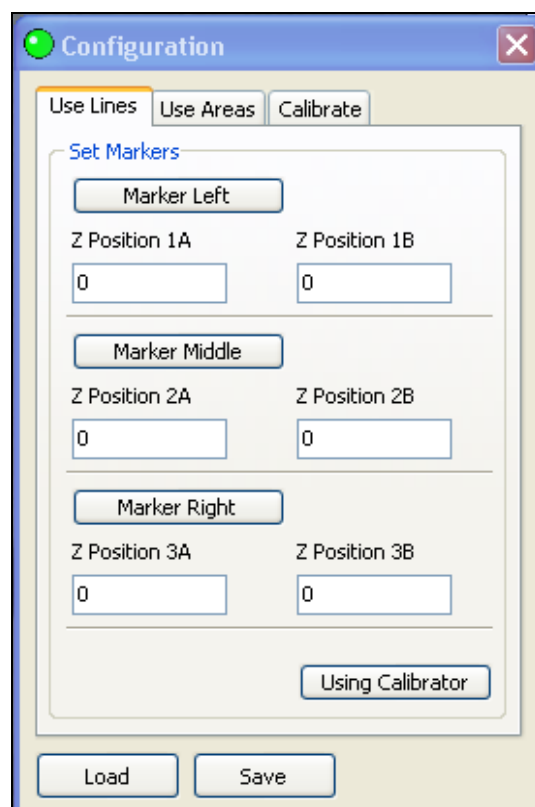 Configuration
Use Lines Use Areas Calibrate
Set Markers
Marker Left
Z Position 1A Z Position 1B
0 0
Marker Middle
Z Position 2A Z Position 2B
0 0
Marker Right
Z Position 3A Z Position 3B
0 0
Using Calibrator
Load Save